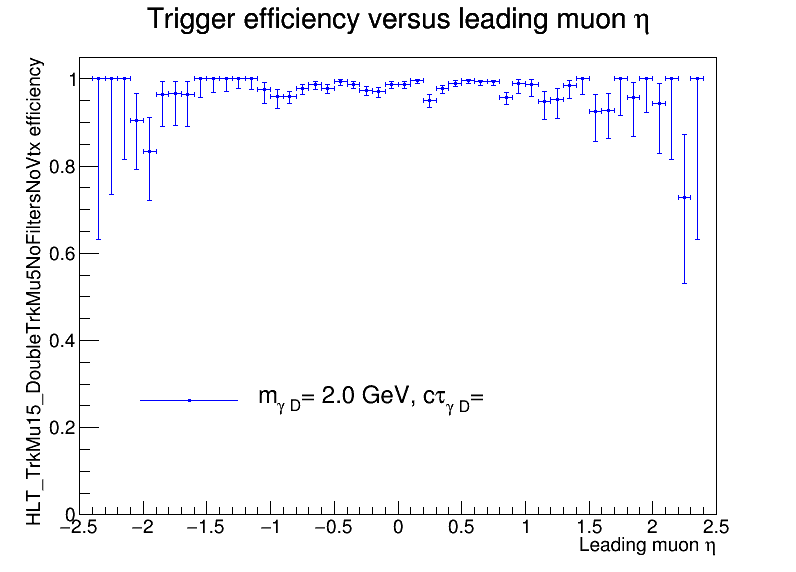 Trigger efficiency versus leading muon η
HLT_TrkMu15_DoubleTrkMu5NoFiltersNoVtx efficiency
1
0.8
0.6
0.4
0.2
0
m_γ D= 2.0 GeV, cτ_γ D=
−2.5 −2 −1.5 −1 −0.5 0 0.5 1 1.5 2 2.5
Leading muon η